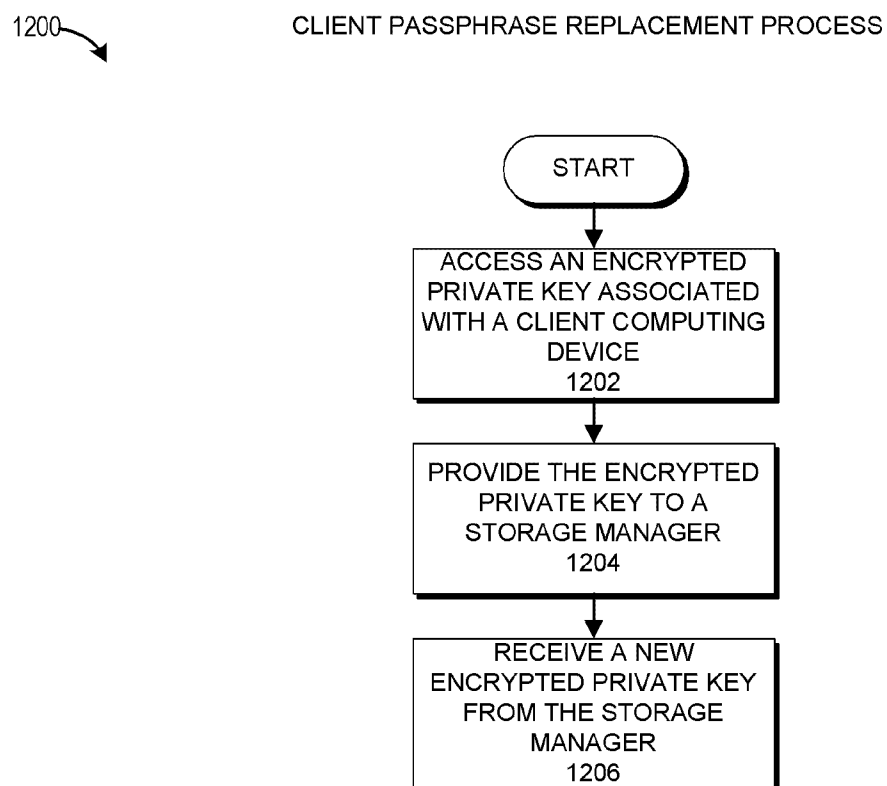 1200
CLIENT PASSPHRASE REPLACEMENT PROCESS
START
ACCESS AN ENCRYPTED
PRIVATE KEY ASSOCIATED
WITH A CLIENT COMPUTING
DEVICE
1202
PROVIDE THE ENCRYPTED
PRIVATE KEY TO A
STORAGE MANAGER
1204
RECEIVE A NEW
ENCRYPTED PRIVATE KEY
FROM THE STORAGE
MANAGER
1206